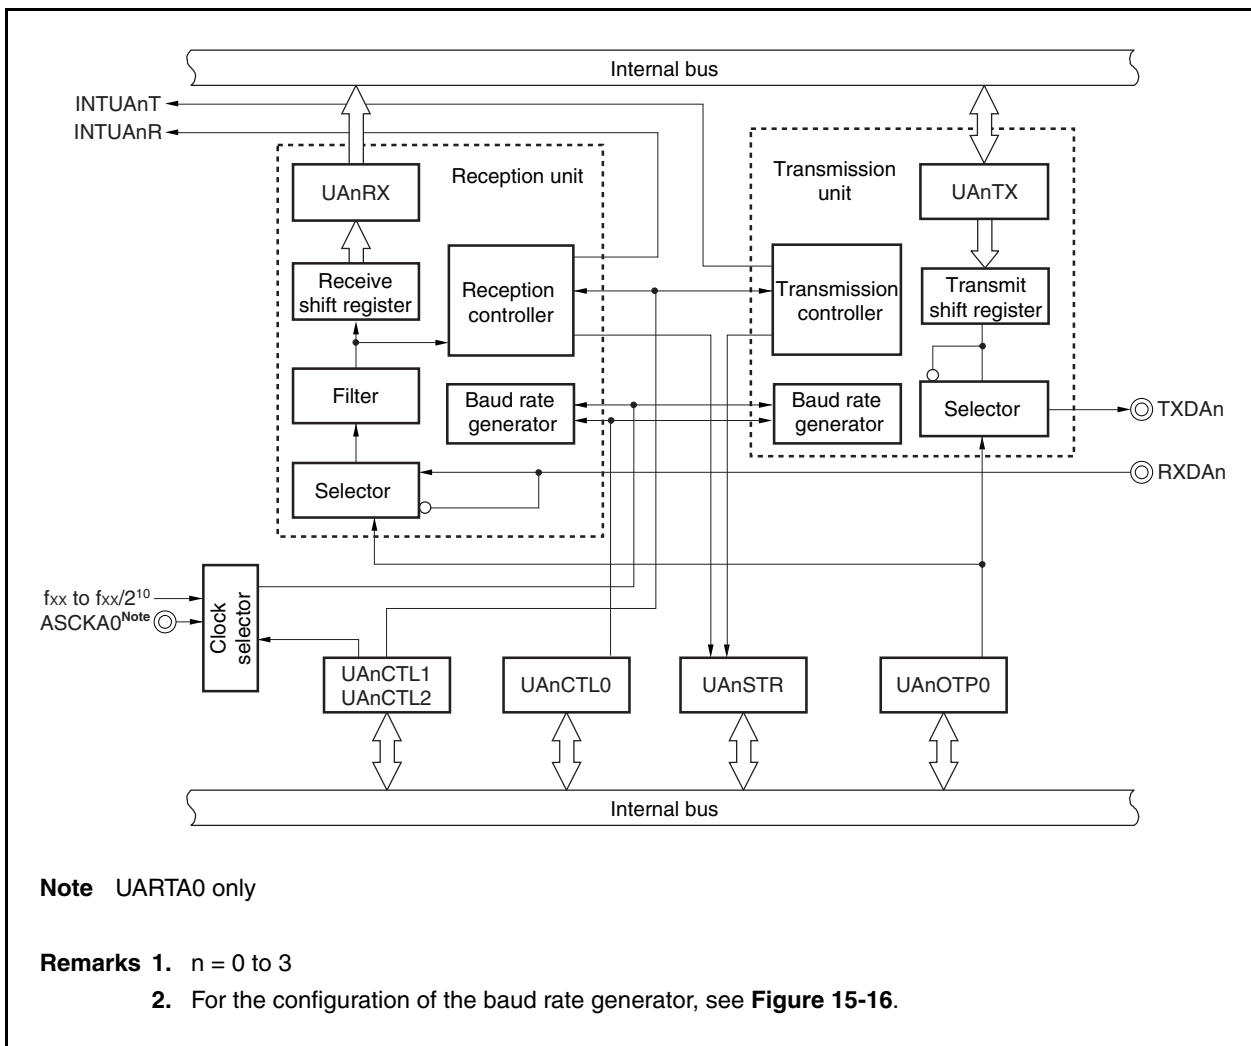 Internal bus
INTUAnT
INTUAnR
Reception unit
Transmission
unit
UAnRX
UAnTX
Receive
shift register
Reception
controller
Transmission
controller
Transmit
shift register
Filter
Baud rate
generator
Baud rate
generator
Selector
TXDAn
Selector
RXDAn
fxx to fxx/2¹⁰
ASCKA0Note
Clock
selector
UAnCTL1
UAnCTL2
UAnCTL0
UAnSTR
UAnOTP0
Internal bus
Note UARTA0 only
Remarks 1. n = 0 to 3
2. For the configuration of the baud rate generator, see Figure 15-16.